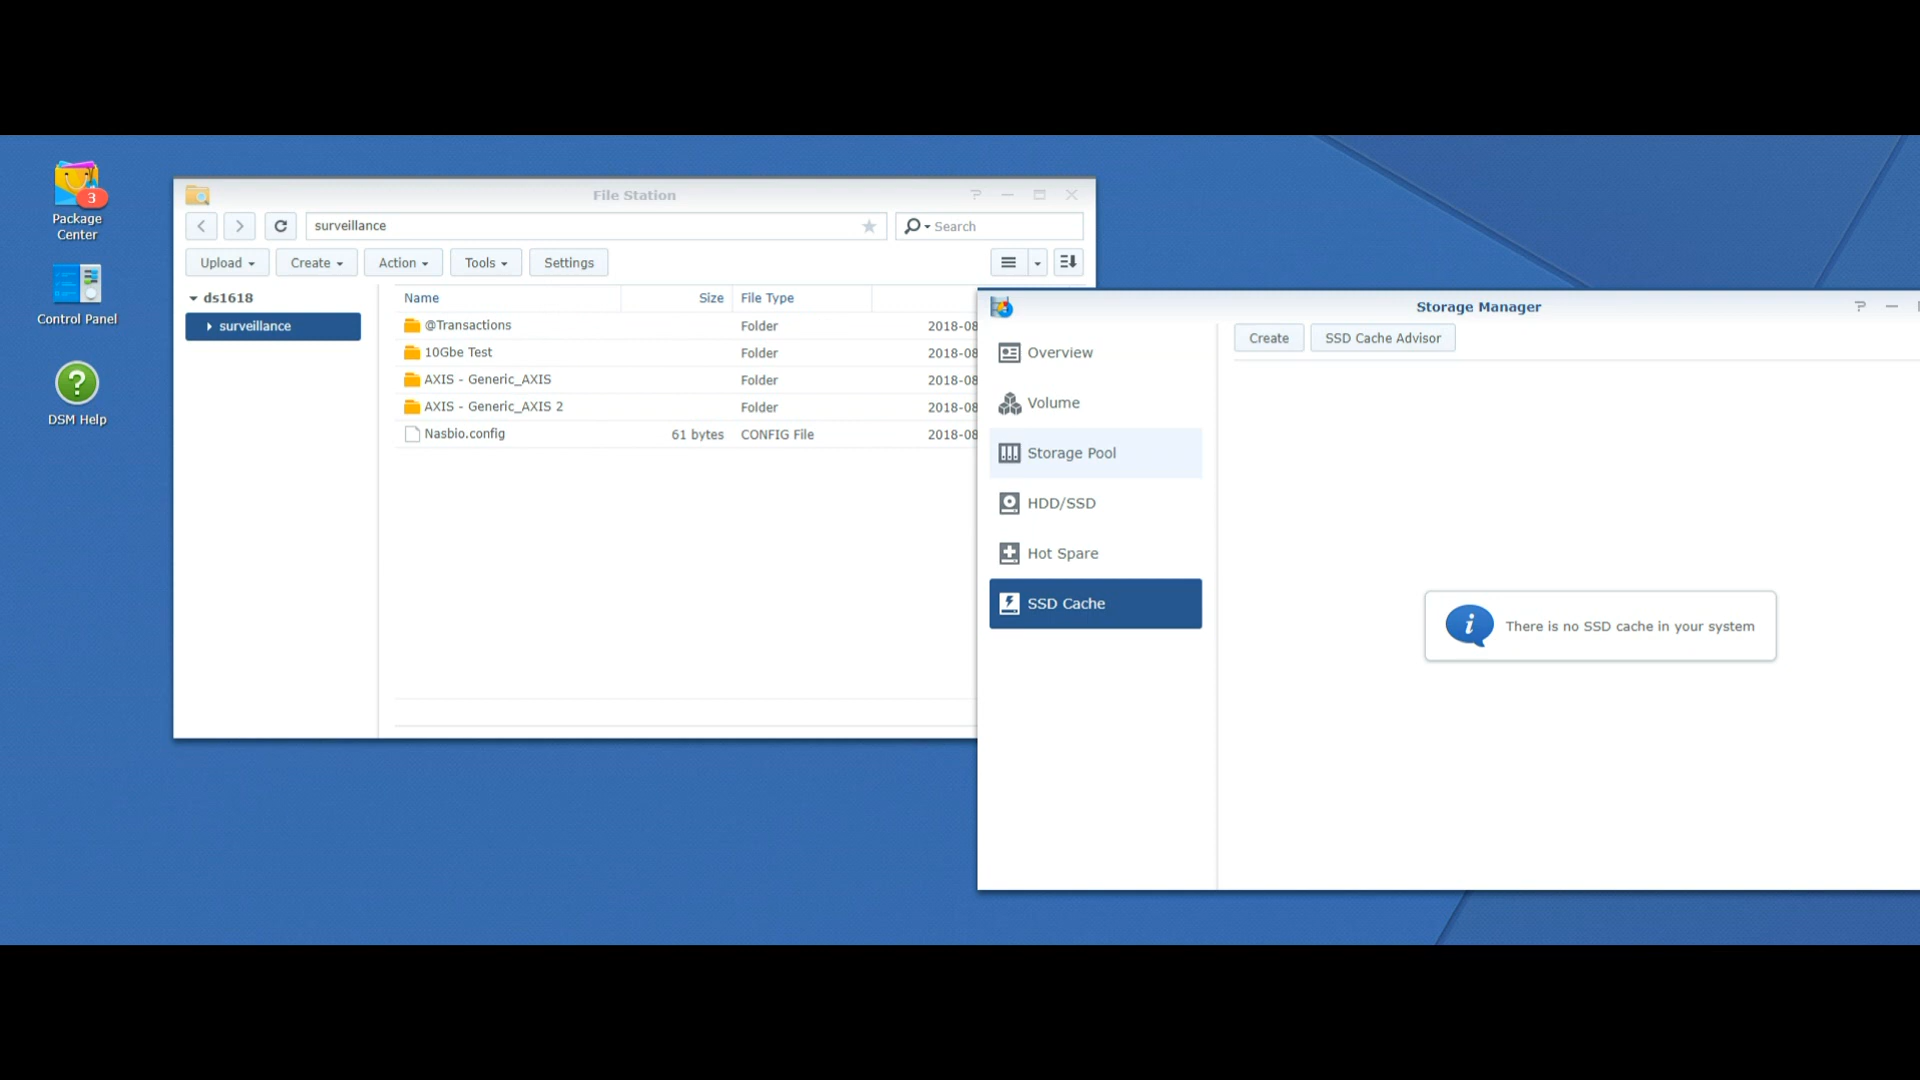 3
Package
Center
Control Panel
DSM Help
File Station
surveillance
Search
Upload
Create
Action
Tools
Settings
ds1618
surveillance
Name Size File Type
@Transactions Folder 2018-08
10Gbe Test Folder 2018-08
AXIS - Generic_AXIS Folder 2018-08
AXIS - Generic_AXIS 2 Folder 2018-08
Nasbio.config 61 bytes CONFIG File 2018-08
Storage Manager
Overview
Volume
Storage Pool
HDD/SSD
Hot Spare
SSD Cache
Create
SSD Cache Advisor
There is no SSD cache in your system